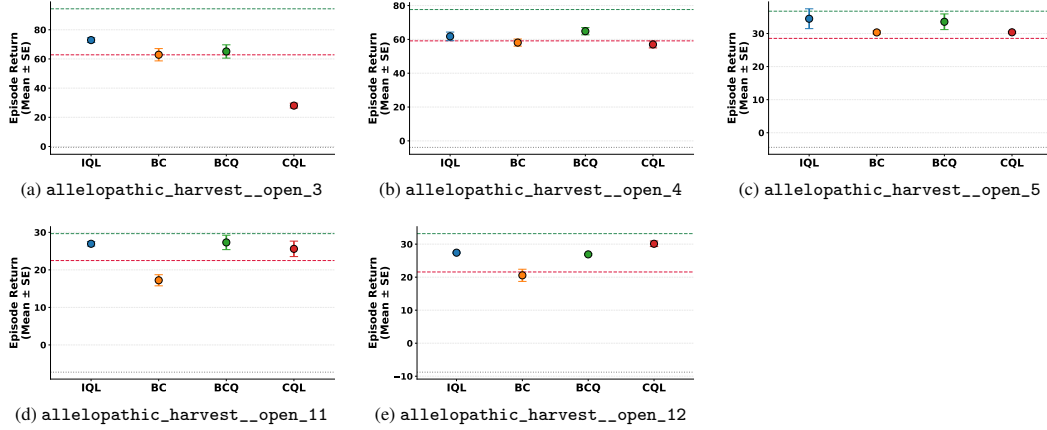 Episode Return
(Mean ± SE)
80
60
40
20
0
IQL BC BCQ CQL
(a) allelopathic_harvest__open_3
Episode Return
(Mean ± SE)
80
60
40
20
0
IQL BC BCQ CQL
(b) allelopathic_harvest__open_4
Episode Return
(Mean ± SE)
30
20
10
0
IQL BC BCQ CQL
(c) allelopathic_harvest__open_5
Episode Return
(Mean ± SE)
30
20
10
0
IQL BC BCQ CQL
(d) allelopathic_harvest__open_11
Episode Return
(Mean ± SE)
30
20
10
0
−10
IQL BC BCQ CQL
(e) allelopathic_harvest__open_12